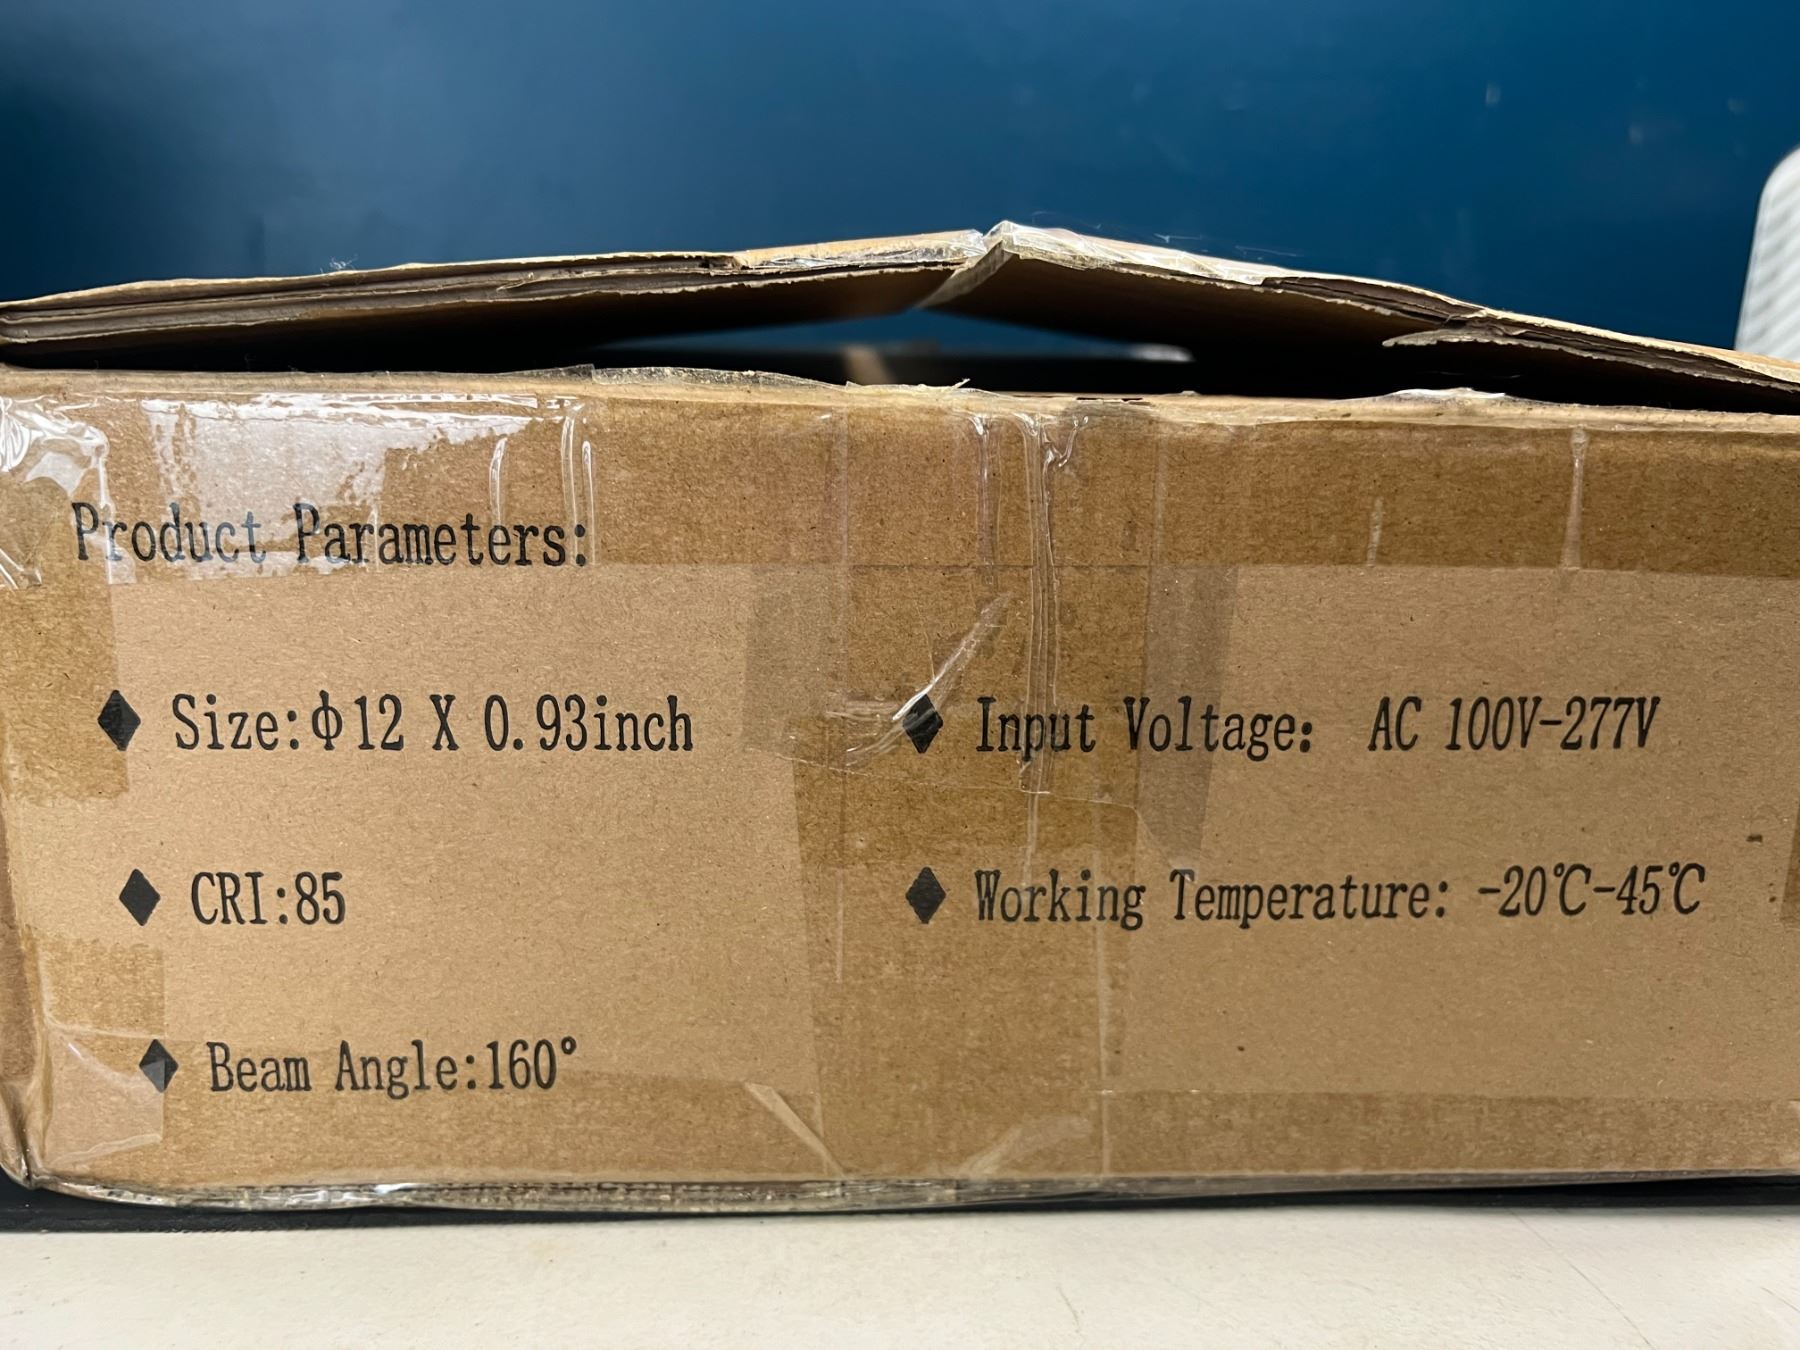 Product Parameters:
◆ Size:Φ12 X 0.93inch
◆ Input Voltage: AC 100V-277V
◆ CRI:85
◆ Working Temperature: -20℃-45℃
◆ Beam Angle:160°